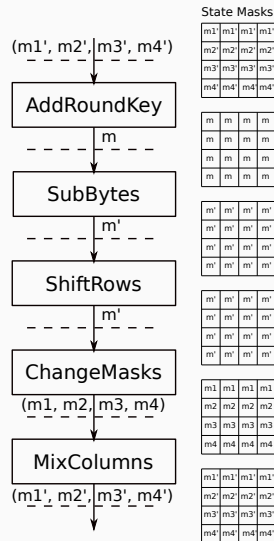 State Masks
(m1', m2', m3', m4')
m1' m1' m1' m1'
m2' m2' m2' m2'
m3' m3' m3' m3'
m4' m4' m4' m4'
AddRoundKey
m
m m m m
m m m m
m m m m
m m m m
SubBytes
m'
m' m' m' m'
m' m' m' m'
m' m' m' m'
m' m' m' m'
ShiftRows
m'
m' m' m' m'
m' m' m' m'
m' m' m' m'
m' m' m' m'
ChangeMasks
(m1, m2, m3, m4)
m1 m1 m1 m1
m2 m2 m2 m2
m3 m3 m3 m3
m4 m4 m4 m4
MixColumns
(m1', m2', m3', m4')
m1' m1' m1' m1'
m2' m2' m2' m2'
m3' m3' m3' m3'
m4' m4' m4' m4'